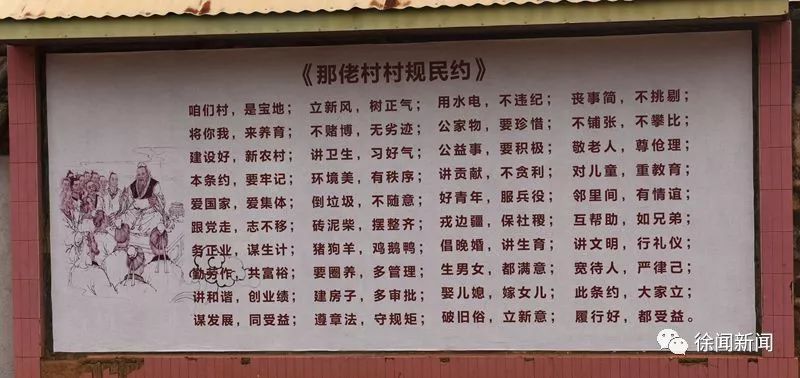 《那佬村村规民约》
咱们村，是宝地；
将你我，来养育；
建设好，新农村；
本条约，要牢记；
爱国家，爱集体；
跟党走，志不移；
务正业，谋生计；
勤劳作，共富裕；
讲和谐，创业绩；
谋发展，同受益；
立新风，树正气；
不赌博，无劣迹；
讲卫生，习好气；
环境美，有秩序；
倒垃圾，不随意；
砖泥柴，摆整齐；
猪狗羊，鸡鹅鸭；
要圈养，多管理；
建房子，多审批；
遵章法，守规矩；
用水电，不违纪；
公家物，要珍惜；
公益事，要积极；
讲贡献，不贪利；
好青年，服兵役；
戎边疆，保社稷；
倡晚婚，讲生育；
生男女，都满意；
娶儿媳，嫁女儿；
破旧俗，立新意；
丧事简，不挑剔；
不铺张，不攀比；
敬老人，尊伦理；
对儿童，重教育；
邻里间，有情谊；
互帮助，如兄弟；
讲文明，行礼仪；
宽待人，严律己；
此条约，大家立；
履行好，都受益。
徐闻新闻